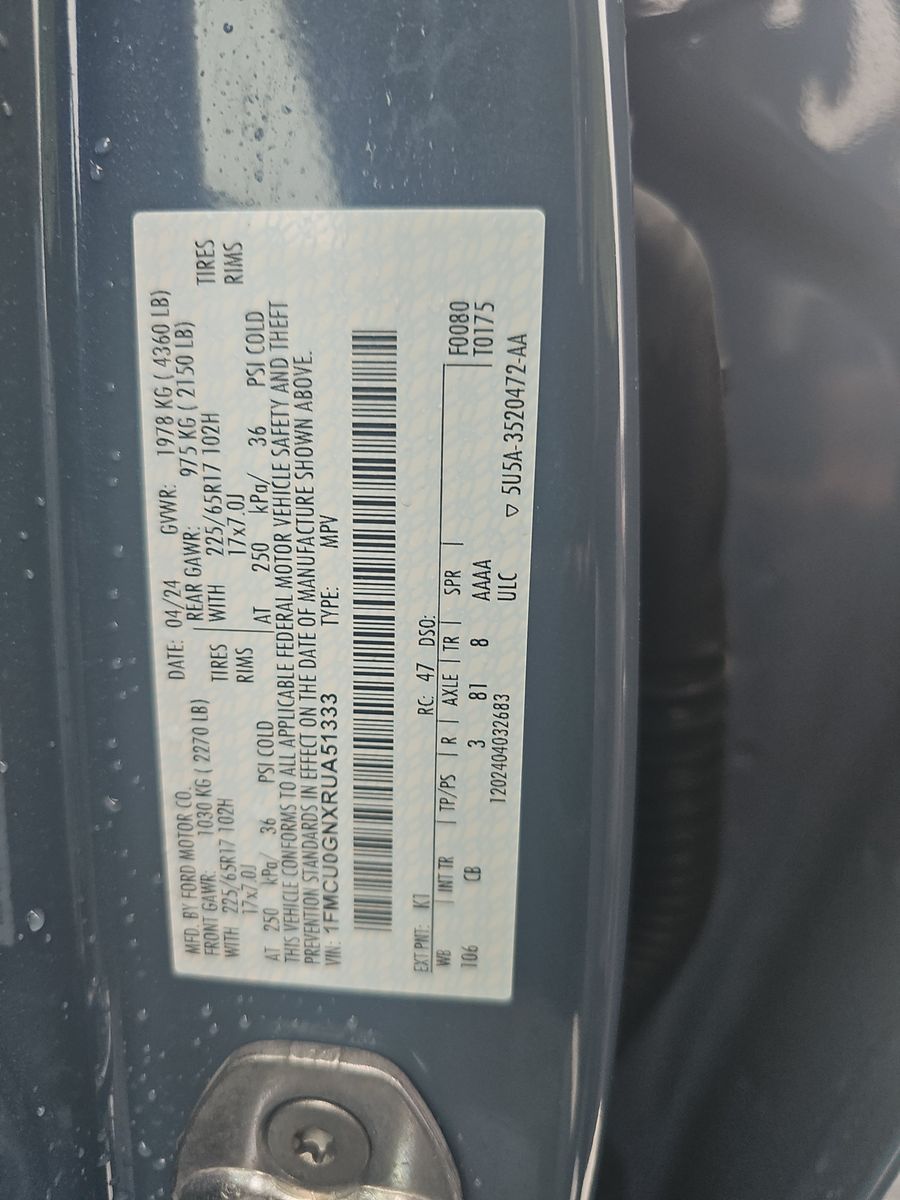 MFD. BY FORD MOTOR CO.
DATE: 04/24 GVWR: 1978 KG ( 4360 LB)
FRONT GAWR: 1030 KG ( 2270 LB) REAR GAWR: 975 KG ( 2150 LB)
WITH 225/65R17 102H TIRES WITH 225/65R17 102H TIRES
17x7.0J RIMS 17x7.0J RIMS
AT 250 kPa/ 36 PSI COLD AT 250 kPa/ 36 PSI COLD
THIS VEHICLE CONFORMS TO ALL APPLICABLE FEDERAL MOTOR VEHICLE SAFETY AND THEFT
PREVENTION STANDARDS IN EFFECT ON THE DATE OF MANUFACTURE SHOWN ABOVE.
VIN: 1FMCU0GNXRUA51333 TYPE: MPV
EXT PNT: K1 RC: 47 DSO:
WB INT TR TP/PS R AXLE TR SPR F0080
106 CB 3 81 8 AAAA T0175
1202404032683 ULC ▽ 5U5A-3520472-AA